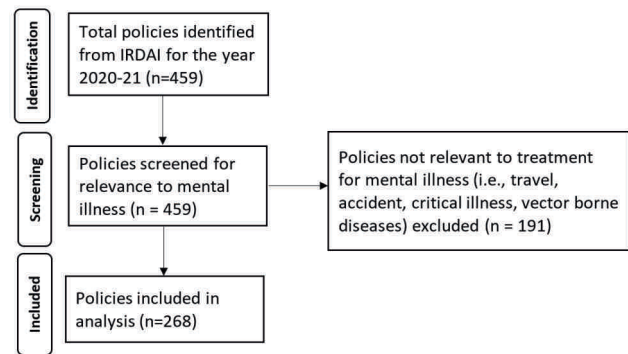 Identification
Total policies identified
from IRDAI for the year
2020-21 (n=459)
Screening
Policies screened for
relevance to mental
illness (n = 459)
Policies not relevant to treatment
for mental illness (i.e., travel,
accident, critical illness, vector borne
diseases) excluded (n = 191)
Included
Policies included in
analysis (n=268)